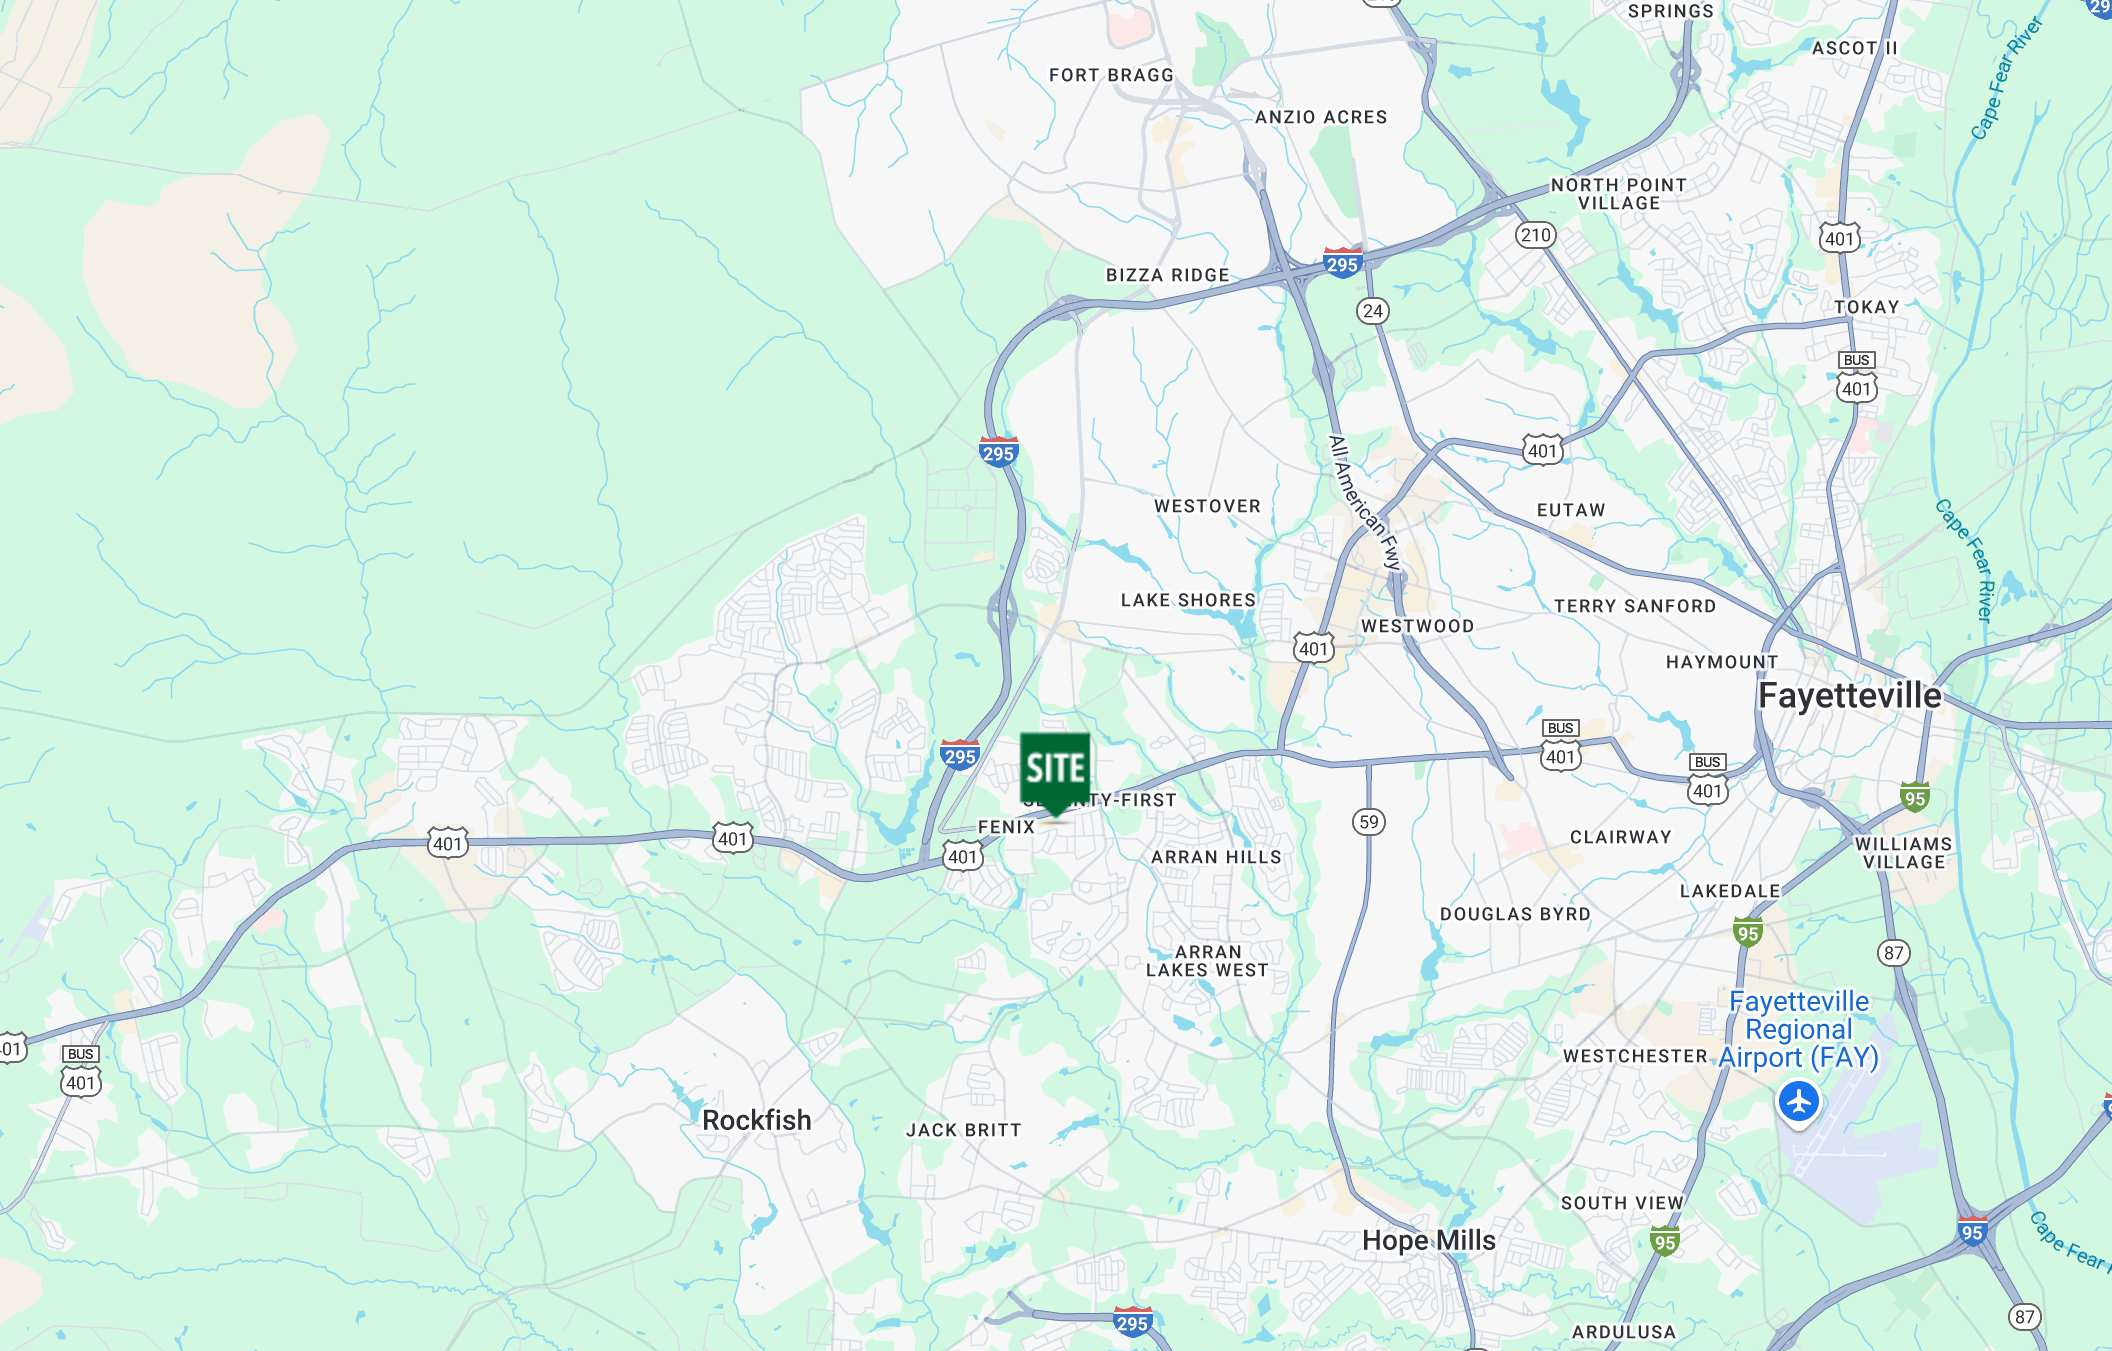 SPRINGS
295
ASCOT II
Cape Fear River
FORT BRAGG
ANZIO ACRES
NORTH POINT
VILLAGE
210
401
295
BIZZA RIDGE
24
TOKAY
BUS
401
295
401
All American Fwy
WESTOVER
EUTAW
Cape Fear River
LAKE SHORES
TERRY SANFORD
WESTWOOD
401
HAYMOUNT
Fayetteville
BUS
401
BUS
401
295
SITE
95
FENIX
401
401
401
59
CLAIRWAY
ARRAN HILLS
WILLIAMS
VILLAGE
LAKEDALE
DOUGLAS BYRD
95
87
ARRAN
LAKES WEST
Fayetteville
Regional
Airport (FAY)
WESTCHESTER
BUS
401
Rockfish
JACK BRITT
SOUTH VIEW
Hope Mills
95
95
Cape Fear
295
87
ARDULUSA